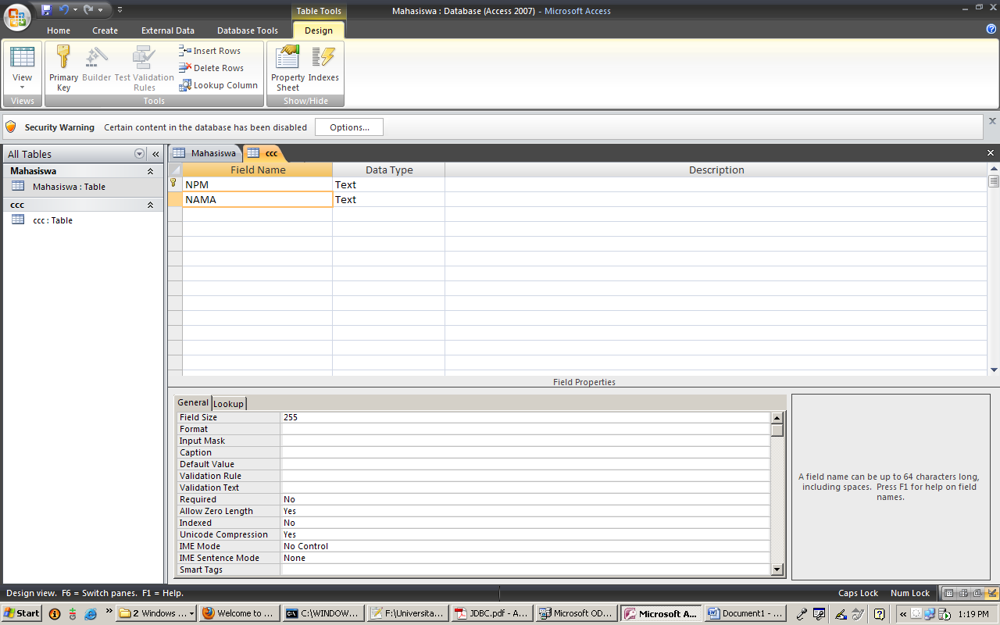 Table Tools
Mahasiswa : Database (Access 2007) - Microsoft Access
Home Create External Data Database Tools Design
View
Views
Primary Key
Builder
Test Validation Rules
Insert Rows
Delete Rows
Lookup Column
Tools
Property Sheet
Indexes
Show/Hide
Security Warning Certain content in the database has been disabled Options...
All Tables
Mahasiswa
Mahasiswa : Table
ccc
ccc : Table
Mahasiswa ccc
Field Name Data Type Description
NPM Text
NAMA Text
Field Properties
General Lookup
Field Size 255
Format
Input Mask
Caption
Default Value
Validation Rule
Validation Text
Required No
Allow Zero Length Yes
Indexed No
Unicode Compression Yes
IME Mode No Control
IME Sentence Mode None
Smart Tags
A field name can be up to 64 characters long,
including spaces. Press F1 for help on field
names.
Design view. F6 = Switch panes. F1 = Help. Caps Lock Num Lock
Start 2 Windows ... Welcome to ... C:\WINDOW... F:\Universita... JDBC.pdf - A... Microsoft OD... Microsoft A... Document1 - ... 1:19 PM